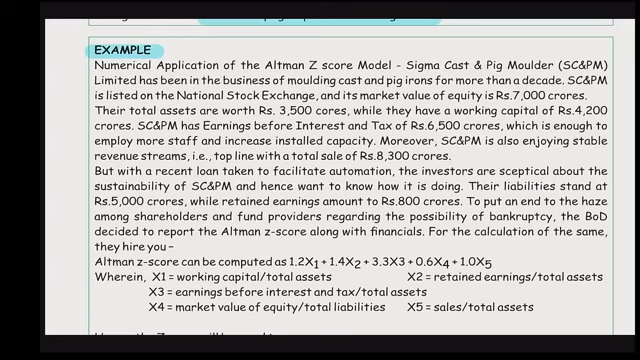 EXAMPLE
Numerical Application of the Altman Z score Model - Sigma Cast & Pig Moulder (SC&PM)
Limited has been in the business of moulding cast and pig irons for more than a decade. SC&PM
is listed on the National Stock Exchange, and its market value of equity is Rs.7,000 crores.
Their total assets are worth Rs. 3,500 cores, while they have a working capital of Rs.4,200
crores. SC&PM has Earnings before Interest and Tax of Rs.6,500 crores, which is enough to
employ more staff and increase installed capacity. Moreover, SC&PM is also enjoying stable
revenue streams, i.e., top line with a total sale of Rs.8,300 crores.
But with a recent loan taken to facilitate automation, the investors are sceptical about the
sustainability of SC&PM and hence want to know how it is doing. Their liabilities stand at
Rs.5,000 crores, while retained earnings amount to Rs.800 crores. To put an end to the haze
among shareholders and fund providers regarding the possibility of bankruptcy, the BoD
decided to report the Altman z-score along with financials. For the calculation of the same,
they hire you –
Altman z-score can be computed as 1.2X1 + 1.4X2 + 3.3X3 + 0.6X4 + 1.0X5
Wherein, X1 = working capital/total assets X2 = retained earnings/total assets
X3 = earnings before interest and tax/total assets
X4 = market value of equity/total liabilities X5 = sales/total assets